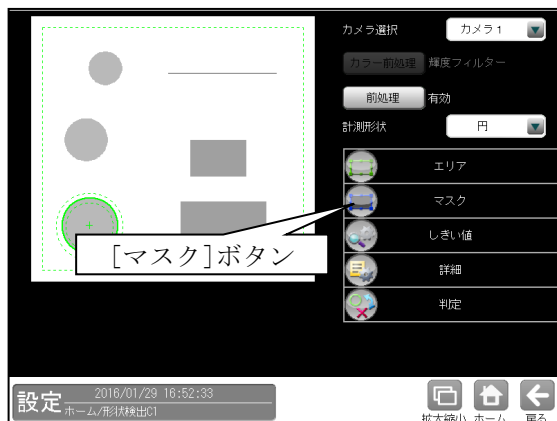 カメラ選択
カメラ1
カラー前処理
輝度フィルター
前処理
有効
計測形状
円
エリア
マスク
しきい値
詳細
判定
[マスク]ボタン
設定
2016/01/29 16:52:33
ホーム/形状検出C1
拡大縮小
ホーム
戻る